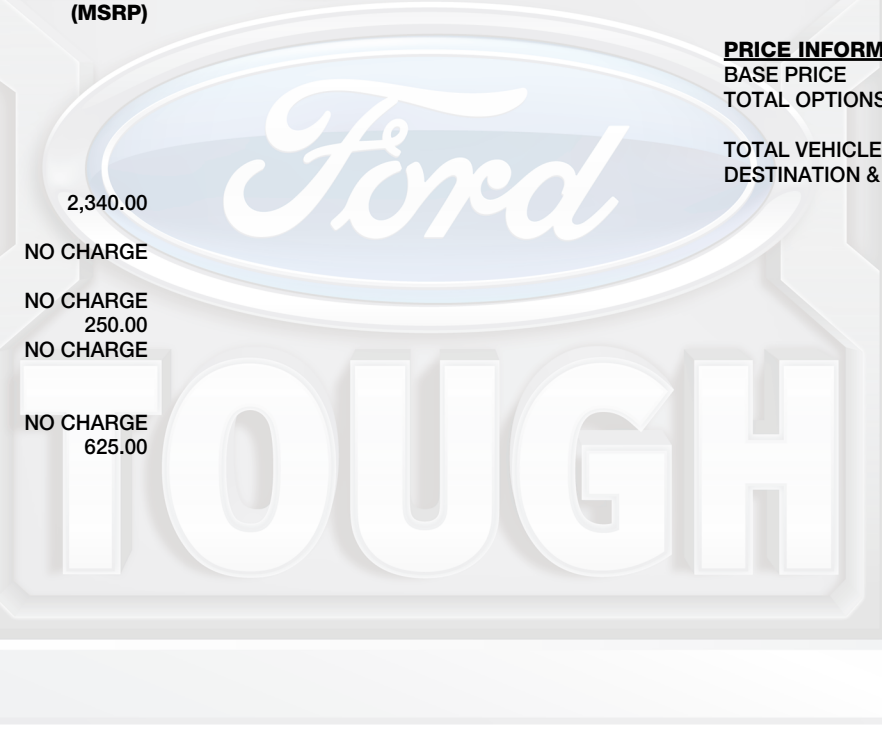 (MSRP)
2,340.00
NO CHARGE
NO CHARGE
250.00
NO CHARGE
NO CHARGE
625.00
PRICE INFORM
BASE PRICE
TOTAL OPTIONS
TOTAL VEHICLE
DESTINATION &
Ford
TOUGH